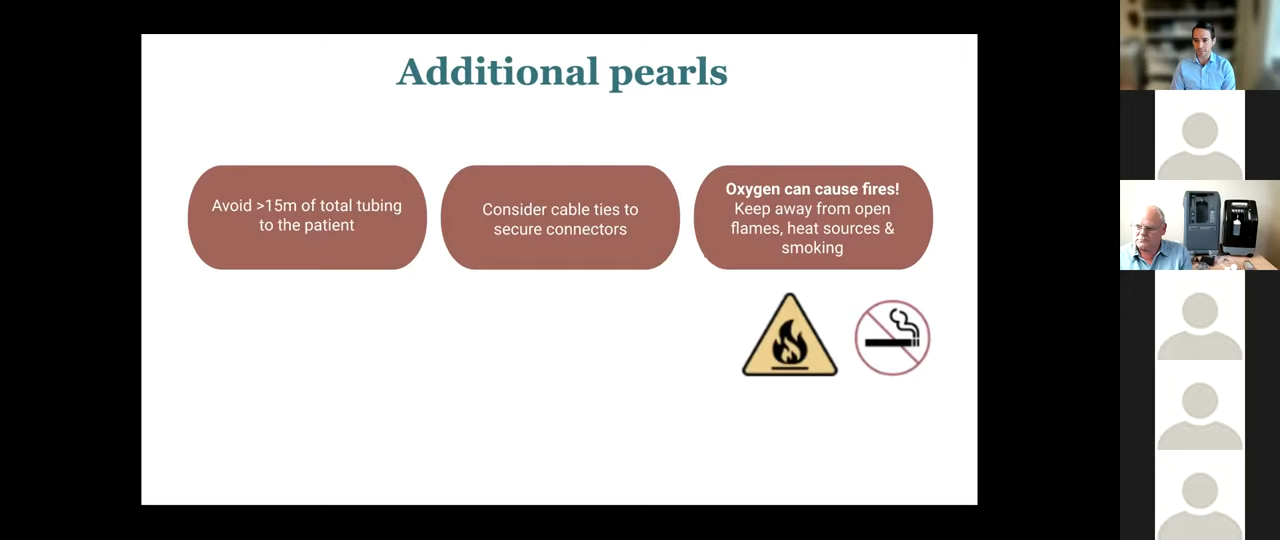 Additional pearls
Avoid >15m of total tubing
to the patient
Consider cable ties to
secure connectors
Oxygen can cause fires!
Keep away from open
flames, heat sources &
smoking